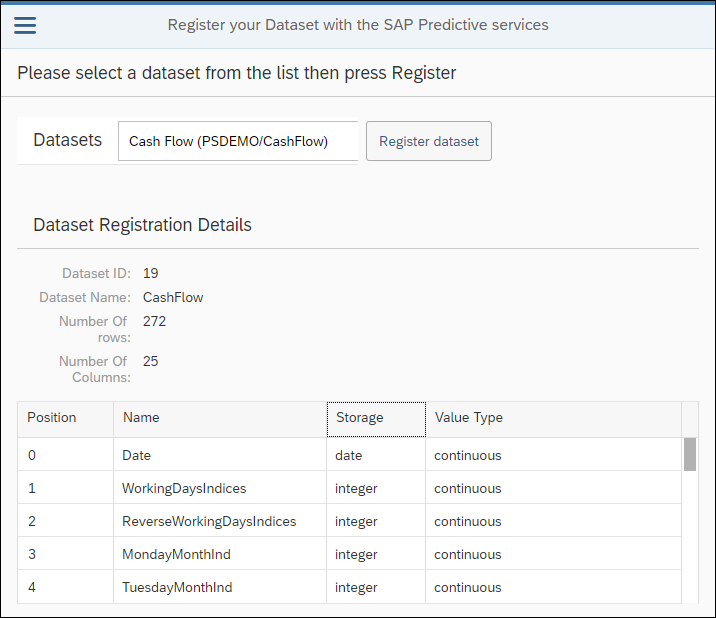 Register your Dataset with the SAP Predictive services
Please select a dataset from the list then press Register
Datasets Cash Flow (PSDEMO/CashFlow) Register dataset
Dataset Registration Details
Dataset ID: 19
Dataset Name: CashFlow
Number Of 272
rows:
Number Of 25
Columns:
Position Name Storage Value Type
0 Date date continuous
1 WorkingDaysIndices integer continuous
2 ReverseWorkingDaysIndices integer continuous
3 MondayMonthInd integer continuous
4 TuesdayMonthInd integer continuous